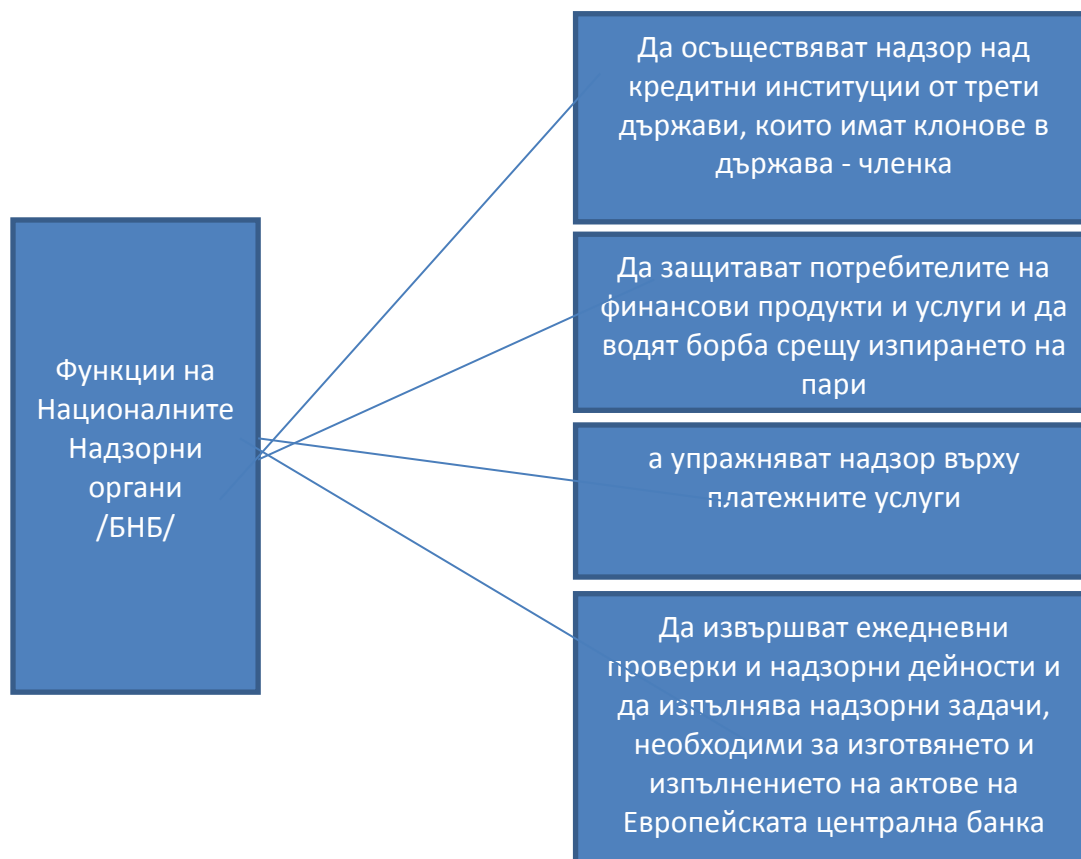 Функции на
Националните
Надзорни
органи
/БНБ/
Да осъществяват надзор над
кредитни институции от трети
държави, които имат клонове в
държава - членка
Да защитават потребителите на
финансови продукти и услуги и да
водят борба срещу изпирането на
пари
а упражняват надзор върху
платежните услуги
Да извършват ежедневни
проверки и надзорни дейности и
да изпълнява надзорни задачи,
необходими за изготвянето и
изпълнението на актове на
Европейската централна банка